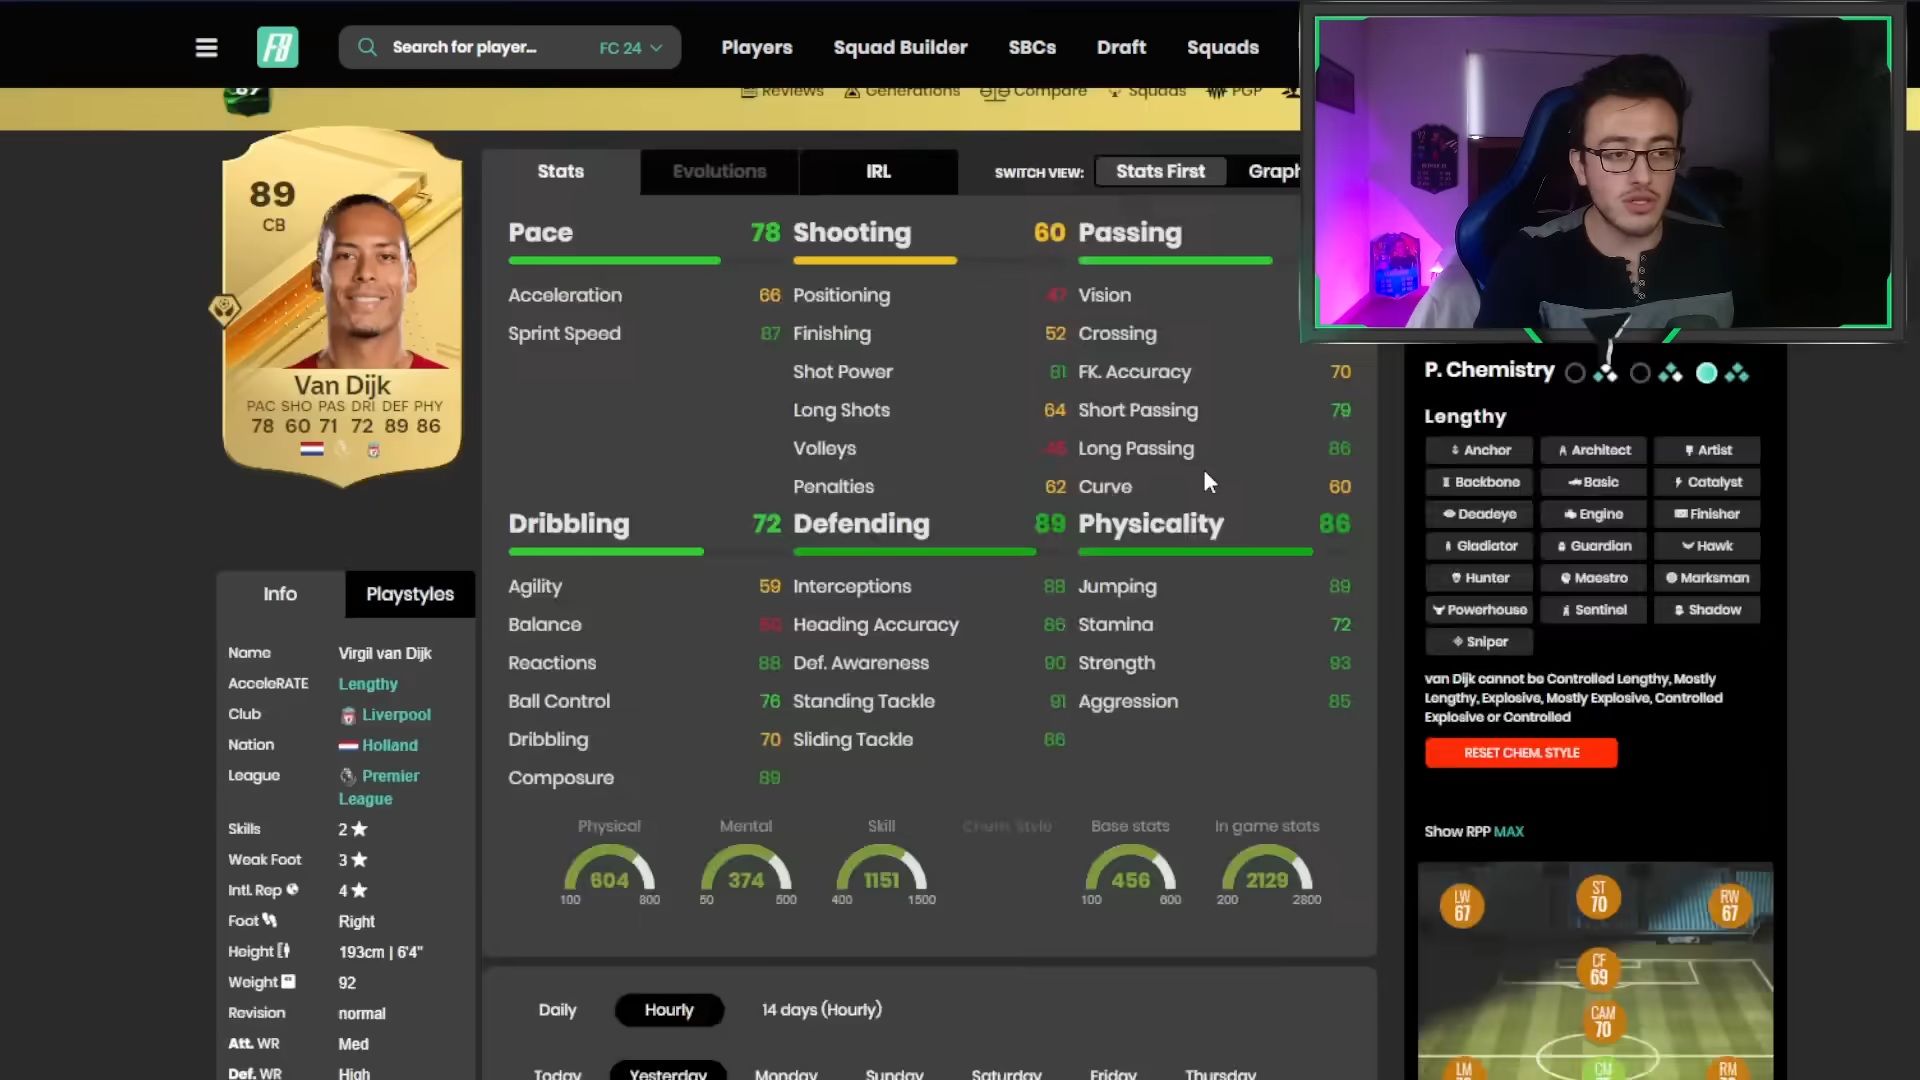 FB Search for player... FC 24 Players Squad Builder SBCs Draft Squads
87 Reviews Generations Compare Squads PGP
89
CB
Van Dijk
PAC SHO PAS DRI DEF PHY
78 60 71 72 89 86
Stats Evolutions IRL SWITCH VIEW: Stats First Graph
Pace 78 Shooting 60 Passing
Acceleration 66 Positioning 47 Vision
Sprint Speed 87 Finishing 52 Crossing
Shot Power 81 FK. Accuracy 70
Long Shots 64 Short Passing 79
Volleys 45 Long Passing 86
Penalties 62 Curve 60
Dribbling 72 Defending 89 Physicality 86
Agility 59 Interceptions 88 Jumping 89
Balance Heading Accuracy 86 Stamina 72
Reactions 88 Def. Awareness 90 Strength 93
Ball Control 76 Standing Tackle 91 Aggression 85
Dribbling 70 Sliding Tackle 86
Composure 89
Physical Mental Skill Chem Style Base stats In game stats
604 374 1151 456 2129
100 800 50 500 400 1500 100 600 200 2800
Daily Hourly 14 days (Hourly)
Today Yesterday Monday Sunday Saturday Friday Thursday
Info Playstyles
Name Virgil van Dijk
AcceleRATE Lengthy
Club Liverpool
Nation Holland
League Premier
League
Skills 2
Weak Foot 3
Intl. Rep 4
Foot Right
Height 193cm | 6'4"
Weight 92
Revision normal
Att. WR Med
Def. WR High
P. Chemistry
Lengthy
Anchor Architect Artist
Backbone Basic Catalyst
Deadeye Engine Finisher
Gladiator Guardian Hawk
Hunter Maestro Marksman
Powerhouse Sentinel Shadow
Sniper
van Dijk cannot be Controlled Lengthy, Mostly
Lengthy, Explosive, Mostly Explosive, Controlled
Explosive or Controlled
RESET CHEM. STYLE
Show RPP MAX
LW
67
ST
70
RW
67
CF
69
CAM
70
LM
CM
RM